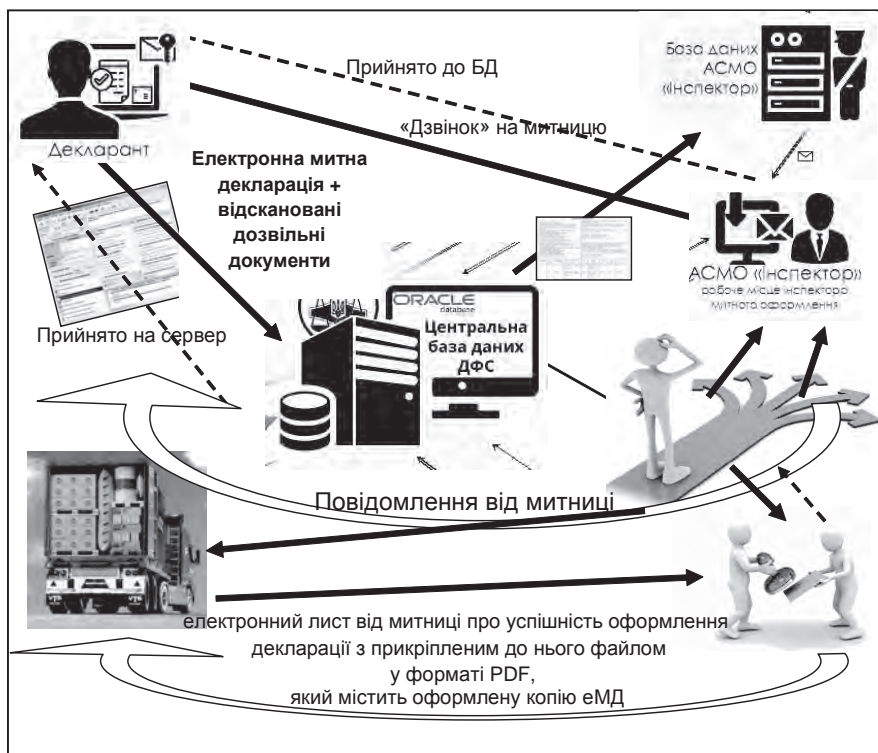 Прийнято до БД
База даних
АСМО
«Інспектор»
Декларант
«Дзвінок» на митницю
Електронна митна
декларація +
відскановані
дозвільні
документи
АСМО «Інспектор»
робоче місце інспектора
митного оформлення
ORACLE
database
Центральна
база даних
ДФС
Прийнято на сервер
Повідомлення від митниці
електронний лист від митниці про успішність оформлення
декларації з прикріпленим до нього файлом
у форматі PDF,
який містить оформлену копію еМД